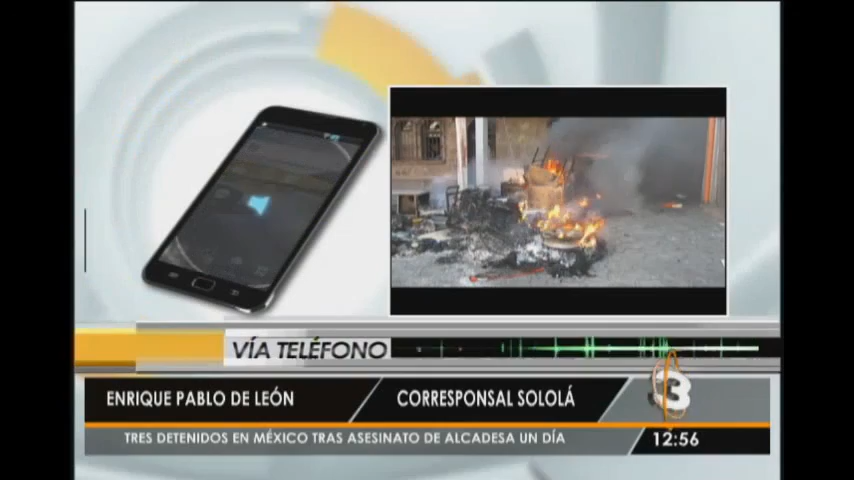 VÍA TELÉFONO
ENRIQUE PABLO DE LEÓN
CORRESPONSAL SOLOLÁ
3
TRES DETENIDOS EN MÉXICO TRAS ASESINATO DE ALCADESA UN DÍA
12:56